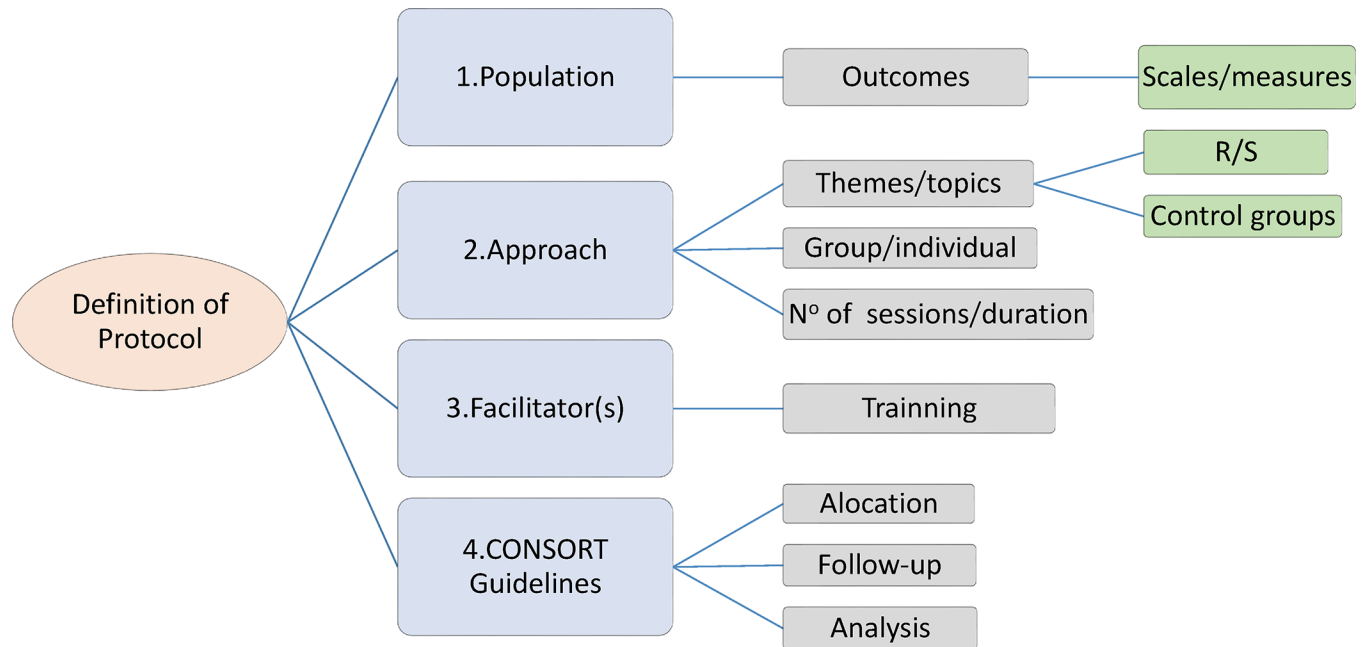 Definition of
Protocol
1.Population
Outcomes
Scales/measures
2.Approach
Themes/topics
R/S
Control groups
Group/individual
Nº of sessions/duration
3.Facilitator(s)
Trainning
4.CONSORT
Guidelines
Alocation
Follow-up
Analysis